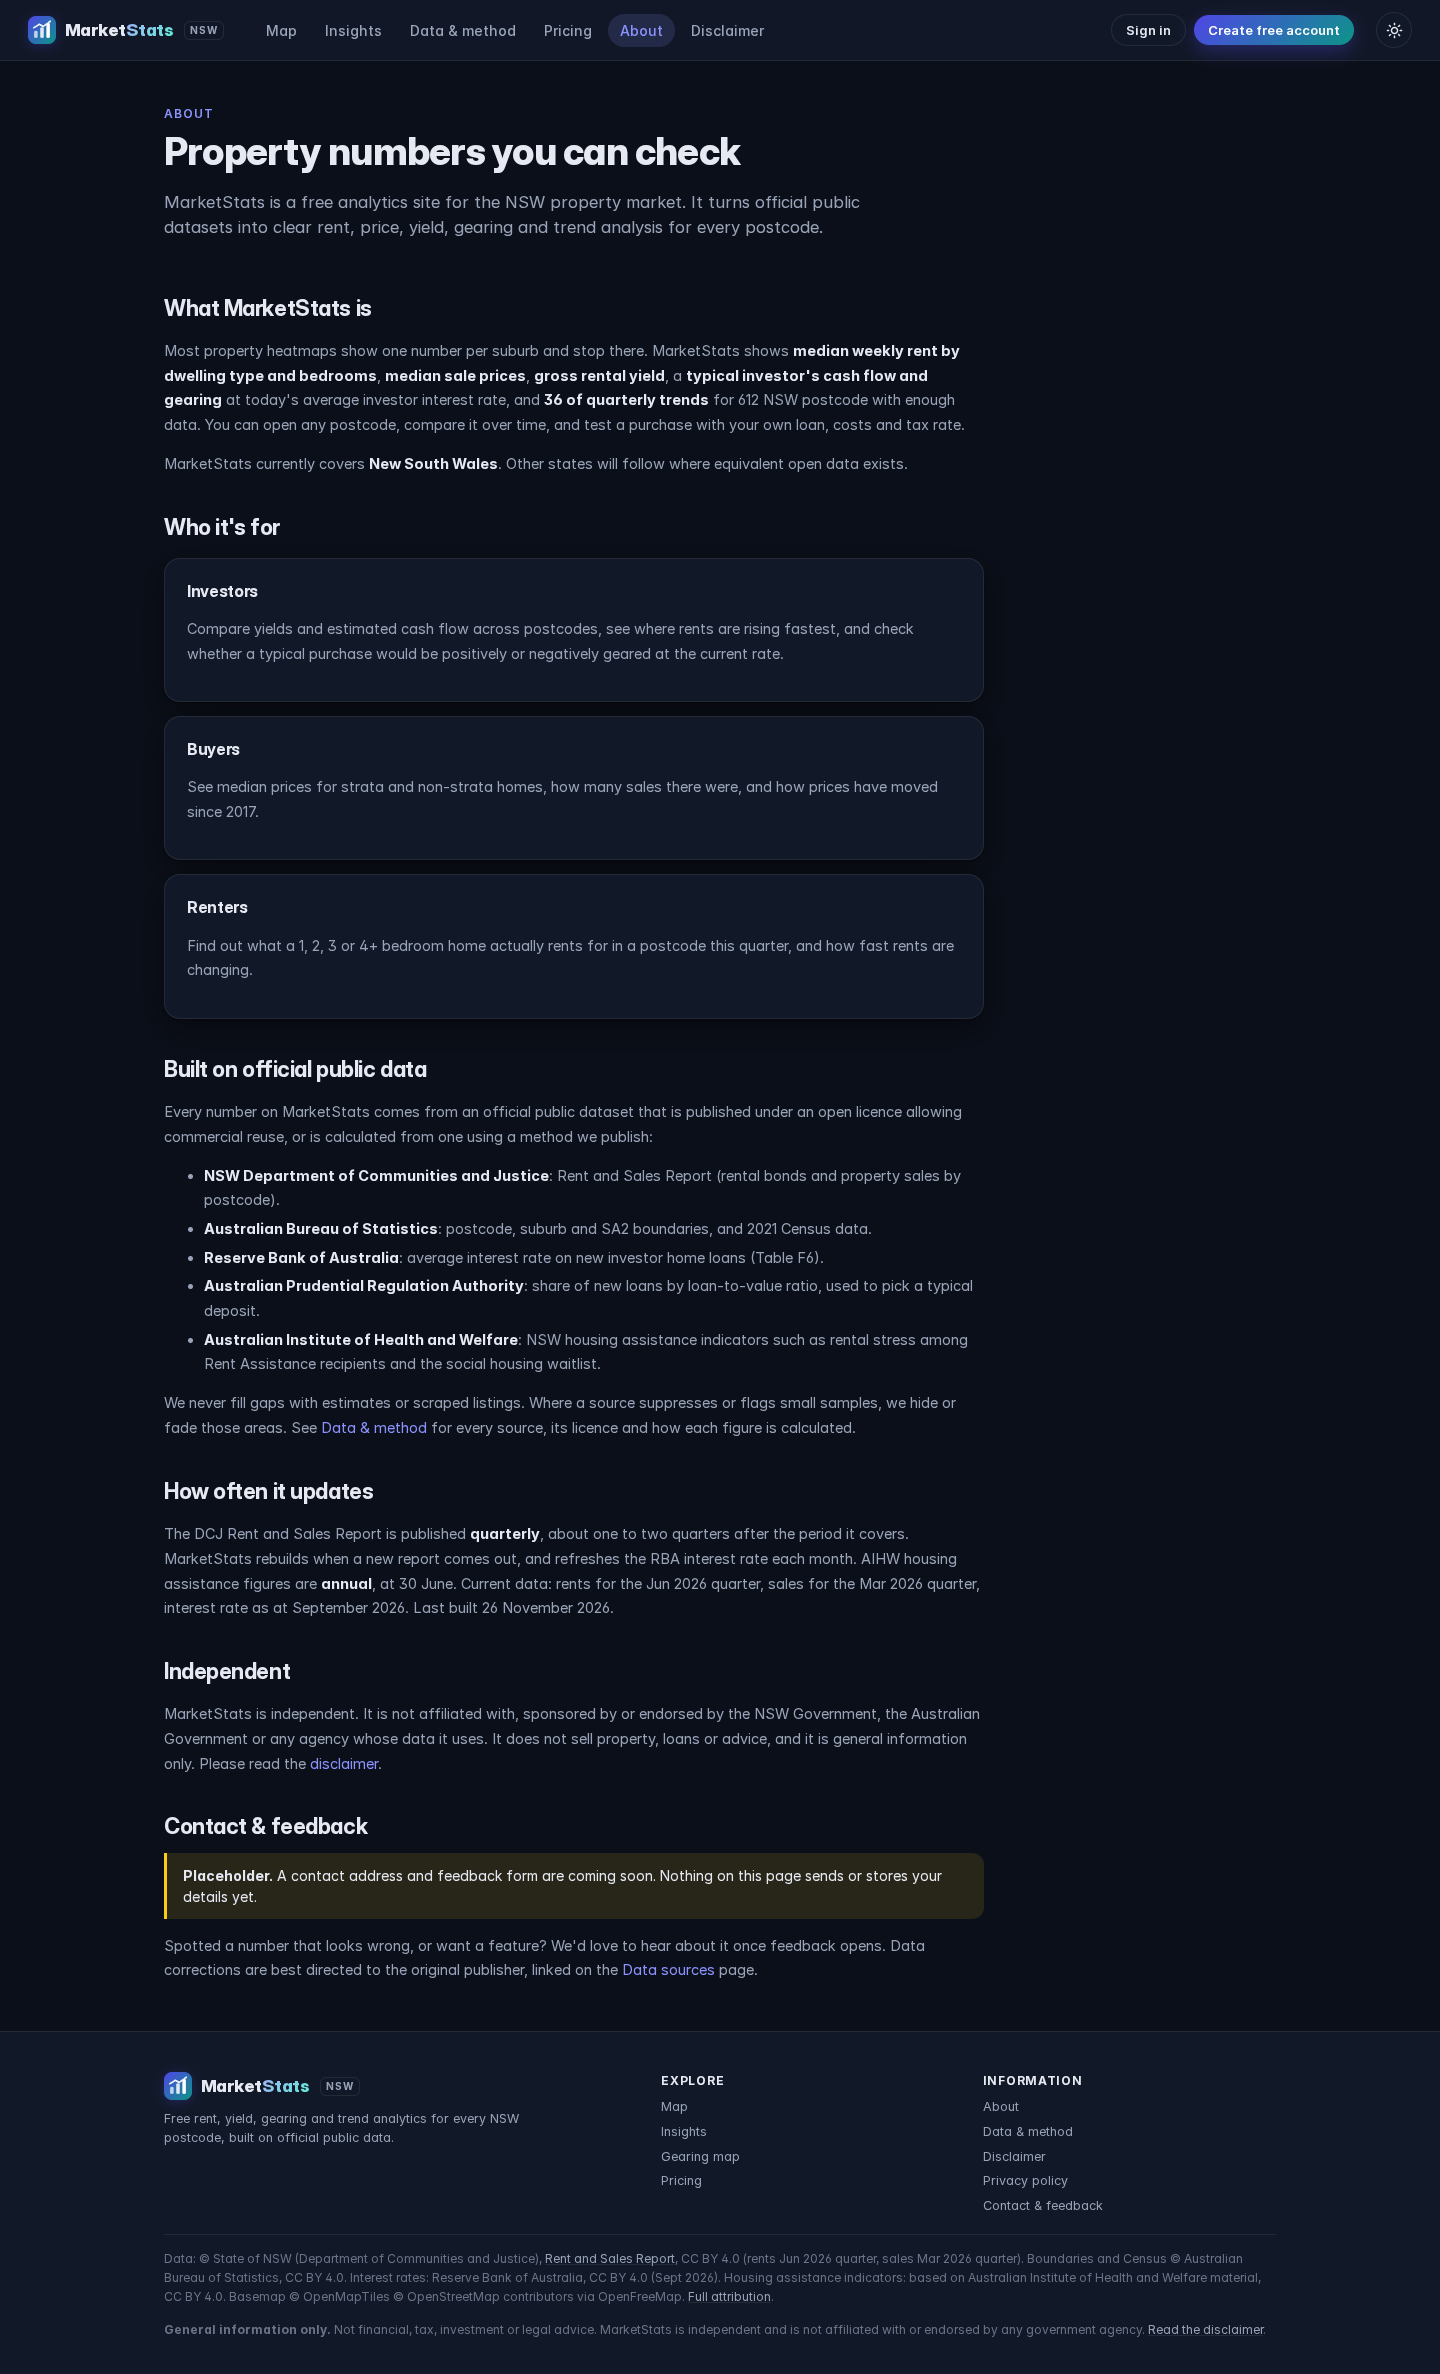 MarketStats NSW Map Insights Data & method Pricing About Disclaimer Sign in Create free account
ABOUT
Property numbers you can check
MarketStats is a free analytics site for the NSW property market. It turns official public
datasets into clear rent, price, yield, gearing and trend analysis for every postcode.
What MarketStats is
Most property heatmaps show one number per suburb and stop there. MarketStats shows median weekly rent by
dwelling type and bedrooms, median sale prices, gross rental yield, a typical investor's cash flow and
gearing at today's average investor interest rate, and 36 of quarterly trends for 612 NSW postcode with enough
data. You can open any postcode, compare it over time, and test a purchase with your own loan, costs and tax rate.
MarketStats currently covers New South Wales. Other states will follow where equivalent open data exists.
Who it's for
Investors
Compare yields and estimated cash flow across postcodes, see where rents are rising fastest, and check
whether a typical purchase would be positively or negatively geared at the current rate.
Buyers
See median prices for strata and non-strata homes, how many sales there were, and how prices have moved
since 2017.
Renters
Find out what a 1, 2, 3 or 4+ bedroom home actually rents for in a postcode this quarter, and how fast rents are
changing.
Built on official public data
Every number on MarketStats comes from an official public dataset that is published under an open licence allowing
commercial reuse, or is calculated from one using a method we publish:
• NSW Department of Communities and Justice: Rent and Sales Report (rental bonds and property sales by
postcode).
• Australian Bureau of Statistics: postcode, suburb and SA2 boundaries, and 2021 Census data.
• Reserve Bank of Australia: average interest rate on new investor home loans (Table F6).
• Australian Prudential Regulation Authority: share of new loans by loan-to-value ratio, used to pick a typical
deposit.
• Australian Institute of Health and Welfare: NSW housing assistance indicators such as rental stress among
Rent Assistance recipients and the social housing waitlist.
We never fill gaps with estimates or scraped listings. Where a source suppresses or flags small samples, we hide or
fade those areas. See Data & method for every source, its licence and how each figure is calculated.
How often it updates
The DCJ Rent and Sales Report is published quarterly, about one to two quarters after the period it covers.
MarketStats rebuilds when a new report comes out, and refreshes the RBA interest rate each month. AIHW housing
assistance figures are annual, at 30 June. Current data: rents for the Jun 2026 quarter, sales for the Mar 2026 quarter,
interest rate as at September 2026. Last built 26 November 2026.
Independent
MarketStats is independent. It is not affiliated with, sponsored by or endorsed by the NSW Government, the Australian
Government or any agency whose data it uses. It does not sell property, loans or advice, and it is general information
only. Please read the disclaimer.
Contact & feedback
Placeholder. A contact address and feedback form are coming soon. Nothing on this page sends or stores your
details yet.
Spotted a number that looks wrong, or want a feature? We'd love to hear about it once feedback opens. Data
corrections are best directed to the original publisher, linked on the Data sources page.
MarketStats NSW
Free rent, yield, gearing and trend analytics for every NSW
postcode, built on official public data.
EXPLORE
Map
Insights
Gearing map
Pricing
INFORMATION
About
Data & method
Disclaimer
Privacy policy
Contact & feedback
Data: © State of NSW (Department of Communities and Justice), Rent and Sales Report, CC BY 4.0 (rents Jun 2026 quarter, sales Mar 2026 quarter). Boundaries and Census © Australian
Bureau of Statistics, CC BY 4.0. Interest rates: Reserve Bank of Australia, CC BY 4.0 (Sept 2026). Housing assistance indicators: based on Australian Institute of Health and Welfare material,
CC BY 4.0. Basemap © OpenMapTiles © OpenStreetMap contributors via OpenFreeMap. Full attribution.
General information only. Not financial, tax, investment or legal advice. MarketStats is independent and is not affiliated with or endorsed by any government agency. Read the disclaimer.